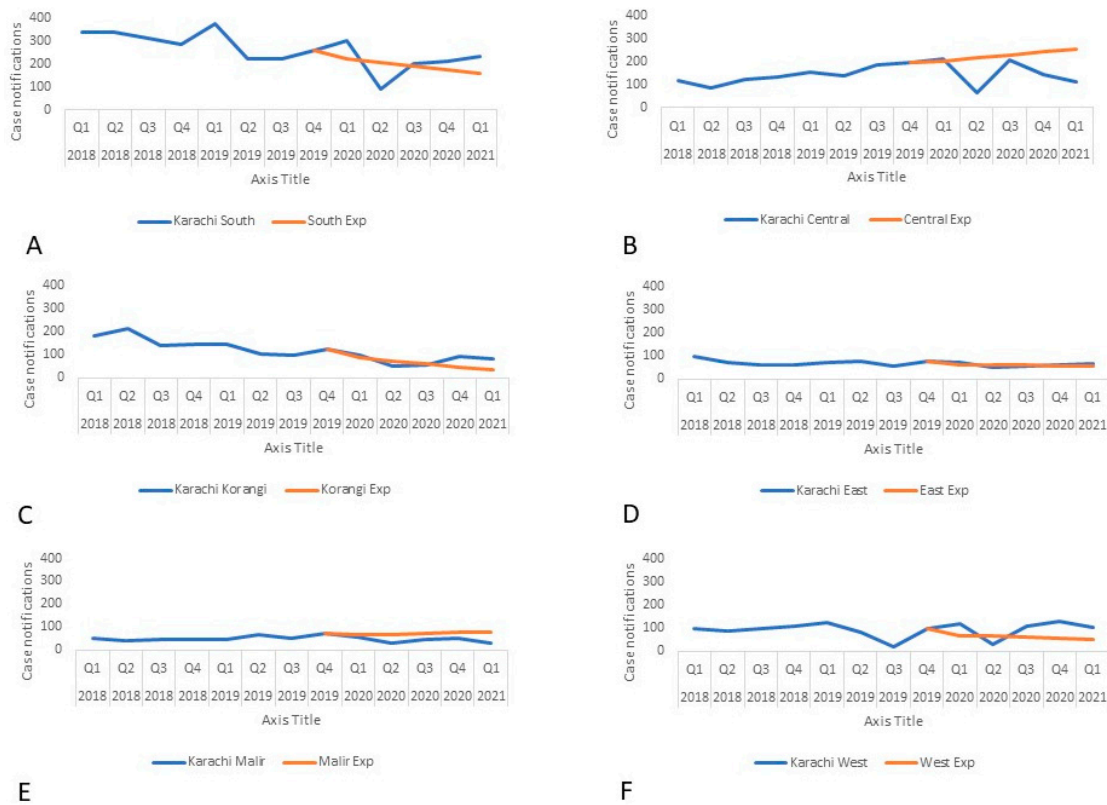 Case notifications
400
300
200
100
0
Q1 Q2 Q3 Q4 Q1 Q2 Q3 Q4 Q1 Q2 Q3 Q4 Q1
2018 2018 2018 2018 2019 2019 2019 2019 2020 2020 2020 2020 2021
Axis Title
Karachi South South Exp
A
Case notifications
400
300
200
100
0
Q1 Q2 Q3 Q4 Q1 Q2 Q3 Q4 Q1 Q2 Q3 Q4 Q1
2018 2018 2018 2018 2019 2019 2019 2019 2020 2020 2020 2020 2021
Axis Title
Karachi Central Central Exp
B
Case notifications
400
300
200
100
0
Q1 Q2 Q3 Q4 Q1 Q2 Q3 Q4 Q1 Q2 Q3 Q4 Q1
2018 2018 2018 2018 2019 2019 2019 2019 2020 2020 2020 2020 2021
Axis Title
Karachi Korangi Korangi Exp
C
Case notifications
400
300
200
100
0
Q1 Q2 Q3 Q4 Q1 Q2 Q3 Q4 Q1 Q2 Q3 Q4 Q1
2018 2018 2018 2018 2019 2019 2019 2019 2020 2020 2020 2020 2021
Axis Title
Karachi East East Exp
D
Case notifications
400
300
200
100
0
Q1 Q2 Q3 Q4 Q1 Q2 Q3 Q4 Q1 Q2 Q3 Q4 Q1
2018 2018 2018 2018 2019 2019 2019 2019 2020 2020 2020 2020 2021
Axis Title
Karachi Malir Malir Exp
E
Case notifications
400
300
200
100
0
Q1 Q2 Q3 Q4 Q1 Q2 Q3 Q4 Q1 Q2 Q3 Q4 Q1
2018 2018 2018 2018 2019 2019 2019 2019 2020 2020 2020 2020 2021
Axis Title
Karachi West West Exp
F